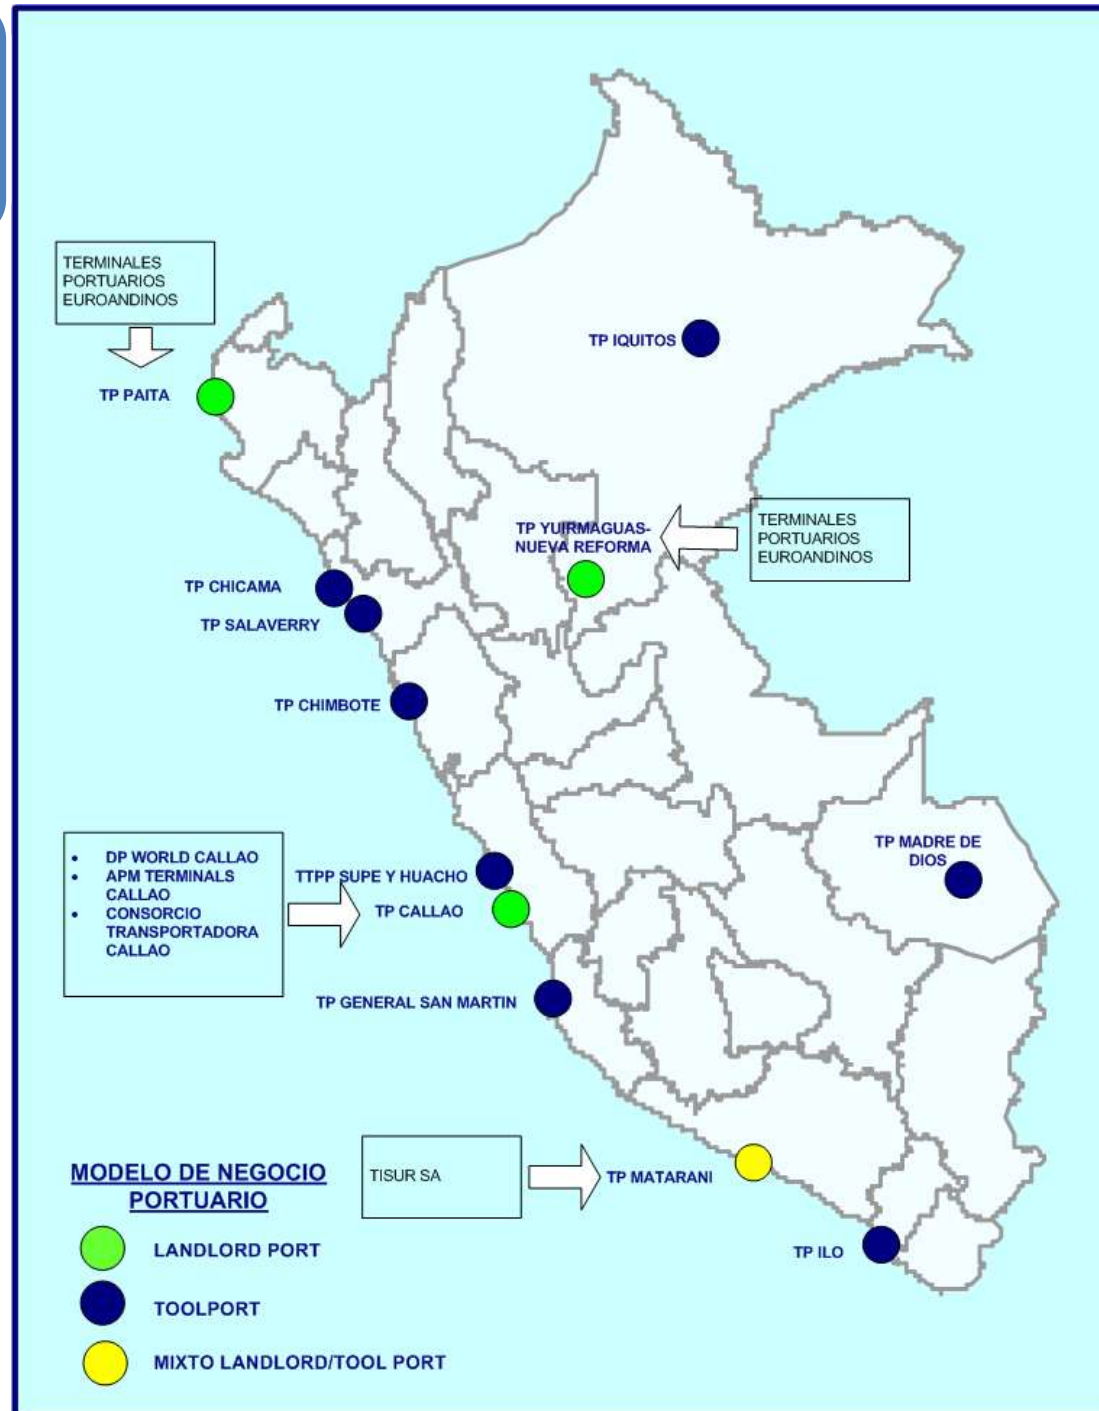 TERMINALES
PORTUARIOS
EUROANDINOS
TP PAITA
TP IQUITOS
TP YUIRMAGUAS-
NUEVA REFORMA
TERMINALES
PORTUARIOS
EUROANDINOS
TP CHICAMA
TP SALAVERRY
TP CHIMBOTE
• DP WORLD CALLAO
• APM TERMINALS
CALLAO
• CONSORCIO
TRANSPORTADORA
CALLAO
TTPP SUPE Y HUACHO
TP CALLAO
TP MADRE DE
DIOS
TP GENERAL SAN MARTIN
TISUR SA
TP MATARANI
TP ILO
MODELO DE NEGOCIO
PORTUARIO
LANDLORD PORT
TOOLPORT
MIXTO LANDLORD/TOOL PORT